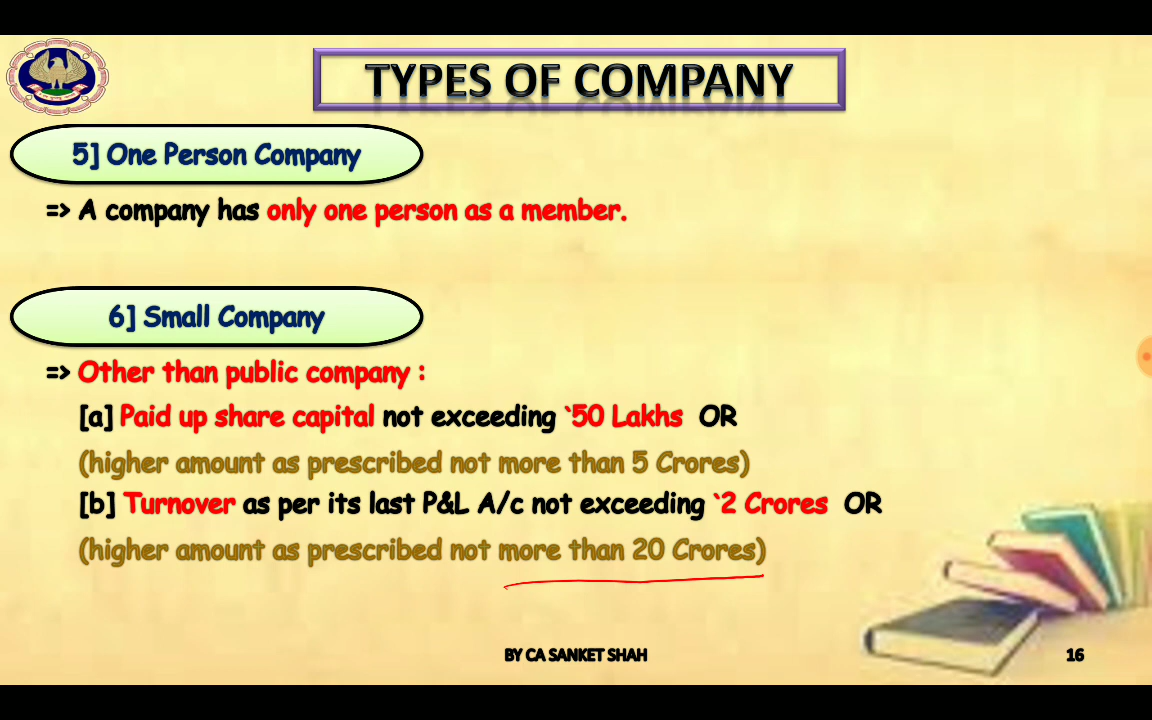 TYPES OF COMPANY
5] One Person Company
=> A company has only one person as a member.
6] Small Company
=> Other than public company :
[a] Paid up share capital not exceeding `50 Lakhs OR
(higher amount as prescribed not more than 5 Crores)
[b] Turnover as per its last P&L A/c not exceeding `2 Crores OR
(higher amount as prescribed not more than 20 Crores)
BY CA SANKET SHAH
16